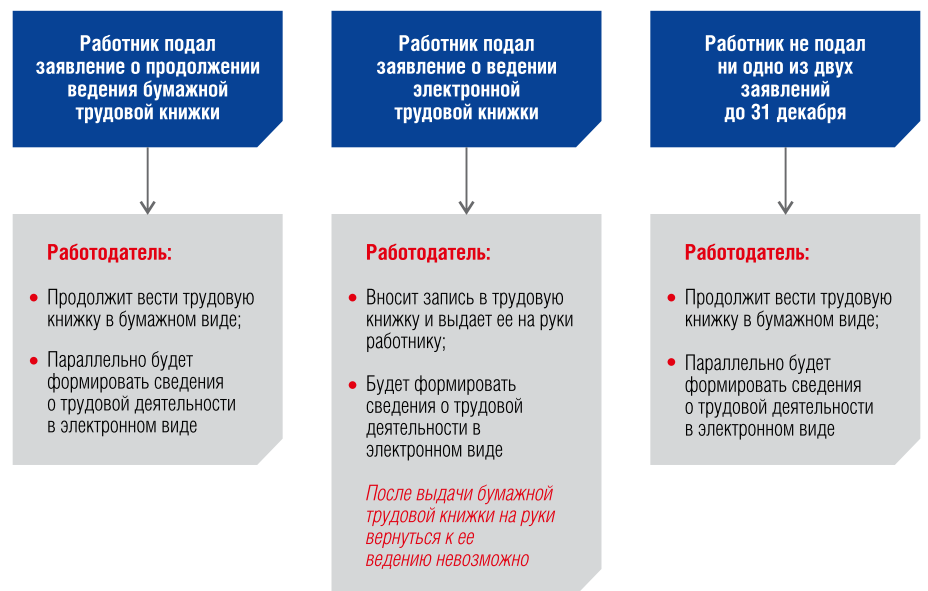 Работник подал
заявление о продолжении
ведения бумажной
трудовой книжки
Работодатель:
• Продолжит вести трудовую
книжку в бумажном виде;
• Параллельно будет
формировать сведения
о трудовой деятельности
в электронном виде
Работник подал
заявление о ведении
электронной
трудовой книжки
Работодатель:
• Вносит запись в трудовую
книжку и выдает ее на руки
работнику;
• Будет формировать
сведения о трудовой
деятельности в
электронном виде
После выдачи бумажной
трудовой книжки на руки
вернуться к ее
ведению невозможно
Работник не подал
ни одно из двух
заявлений
до 31 декабря
Работодатель:
• Продолжит вести трудовую
книжку в бумажном виде;
• Параллельно будет
формировать сведения
о трудовой деятельности
в электронном виде